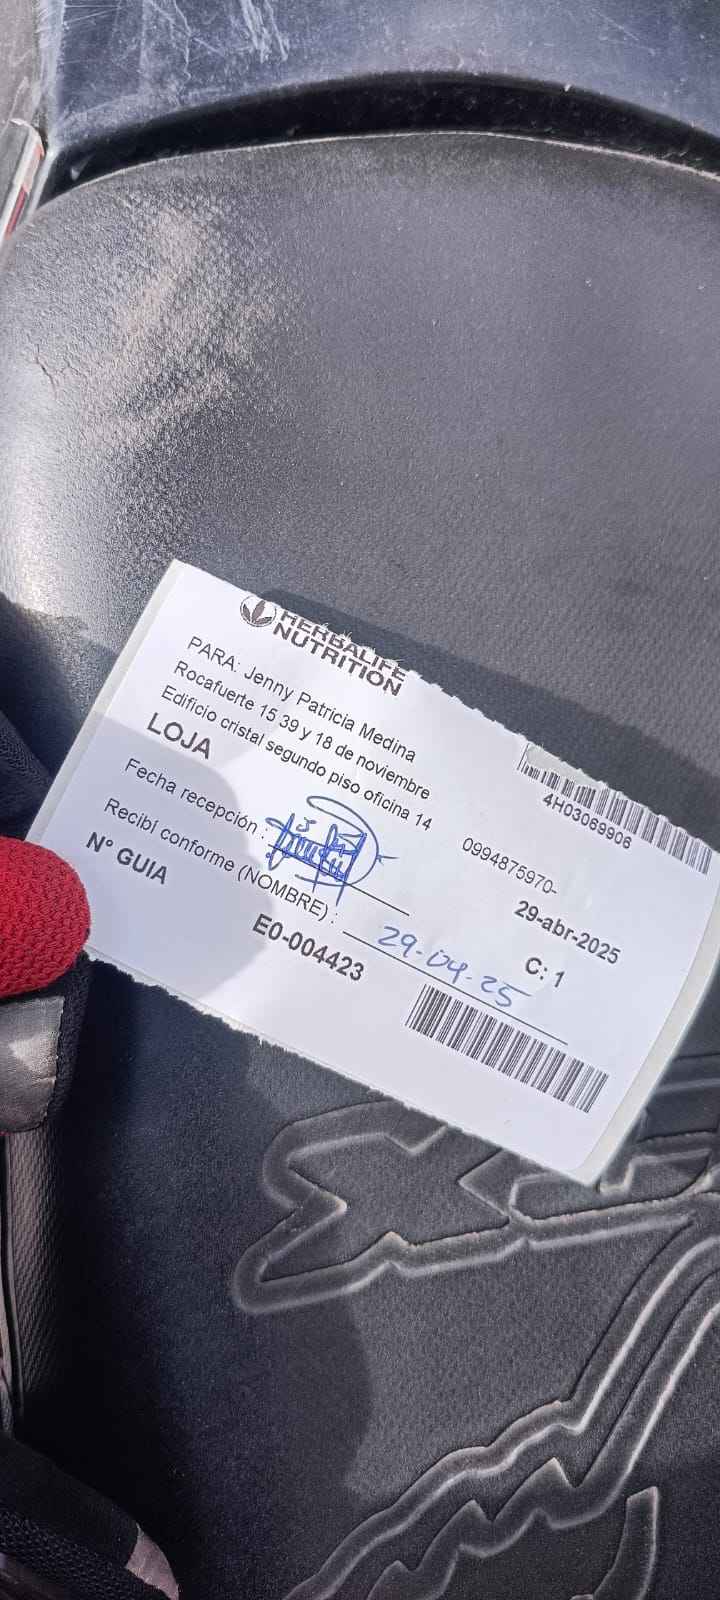 HERBALIFE
NUTRITION
PARA: Jenny Patricia Medina
Rocafuerte 15 39 y 18 de noviembre
Edificio cristal segundo piso oficina 14
LOJA
0994875970-
4H03069906
Fecha recepción :
29-abr-2025
Recibí conforme (NOMBRE) : 29-04-25
C: 1
N° GUIA
E0-004423